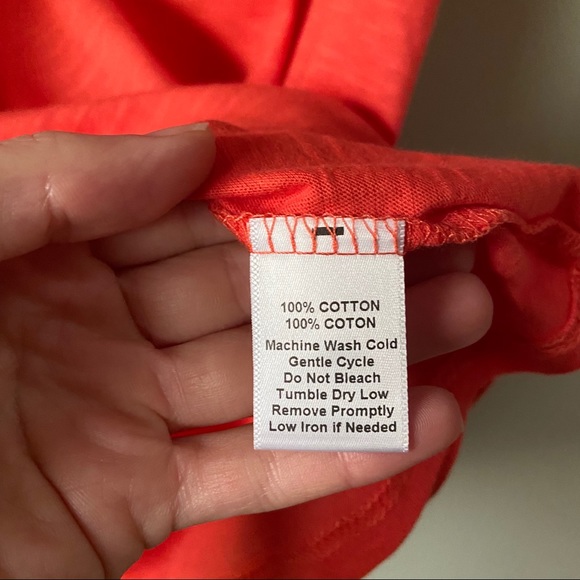 100% COTTON
100% COTON
Machine Wash Cold
Gentle Cycle
Do Not Bleach
Tumble Dry Low
Remove Promptly
Low Iron if Needed